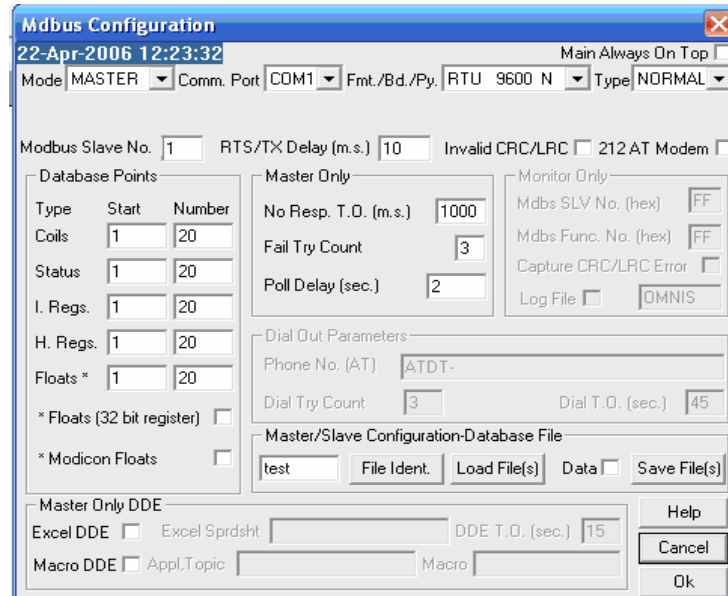 Mdbus Configuration
22-Apr-2006 12:23:32 Main Always On Top
Mode MASTER Comm. Port COM1 Fmt./Bd./Py. RTU 9600 N Type NORMAL
Modbus Slave No. 1 RTS/TX Delay (m.s.) 10 Invalid CRC/LRC 212 AT Modem
Database Points
Type Start Number
Coils 1 20
Status 1 20
I. Regs. 1 20
H. Regs. 1 20
Floats * 1 20
* Floats (32 bit register)
* Modicon Floats
Master Only
No Resp. T.O. (m.s.) 1000
Fail Try Count 3
Poll Delay (sec.) 2
Monitor Only
Mdbs SLV No. (hex) FF
Mdbs Func. No. (hex) FF
Capture CRC/LRC Error
Log File OMNIS
Dial Out Parameters
Phone No. (AT) ATDT-
Dial Try Count 3 Dial T.O. (sec.) 45
Master/Slave Configuration-Database File
test File Ident. Load File(s) Data Save File(s)
Master Only DDE
Excel DDE Excel Sprdsht DDE T.O. (sec.) 15
Macro DDE Appl,Topic Macro
Help
Cancel
Ok